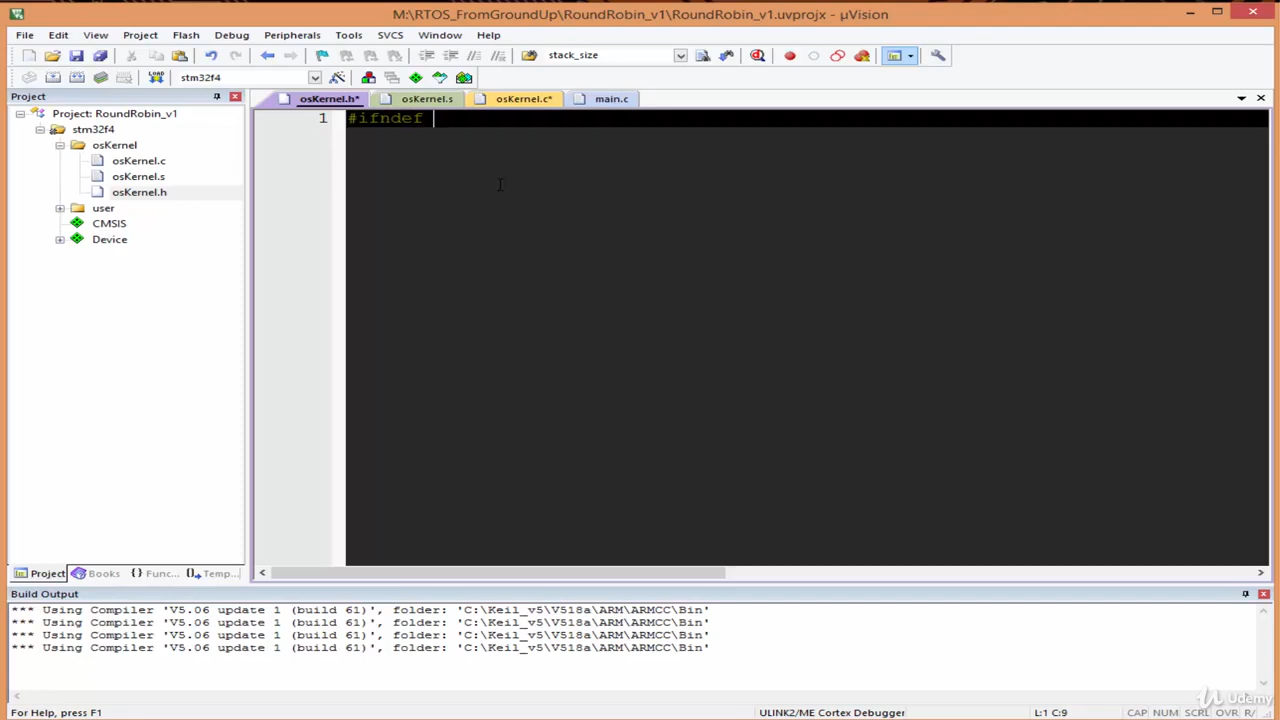 M:\RTOS_FromGroundUp\RoundRobin_v1\RoundRobin_v1.uvprojx - µVision
File Edit View Project Flash Debug Peripherals Tools SVCS Window Help
stack_size
LOAD stm32f4
Project
osKernel.h* osKernel.s osKernel.c* main.c
Project: RoundRobin_v1
stm32f4
osKernel
osKernel.c
osKernel.s
osKernel.h
user
CMSIS
Device
1 #ifndef
Project Books {} Func... Temp...
Build Output
*** Using Compiler 'V5.06 update 1 (build 61)', folder: 'C:\Keil_v5\V518a\ARM\ARMCC\Bin'
*** Using Compiler 'V5.06 update 1 (build 61)', folder: 'C:\Keil_v5\V518a\ARM\ARMCC\Bin'
*** Using Compiler 'V5.06 update 1 (build 61)', folder: 'C:\Keil_v5\V518a\ARM\ARMCC\Bin'
*** Using Compiler 'V5.06 update 1 (build 61)', folder: 'C:\Keil_v5\V518a\ARM\ARMCC\Bin'
Udemy
For Help, press F1 ULINK2/ME Cortex Debugger L:1 C:9 CAP NUM SCRL OVR R/